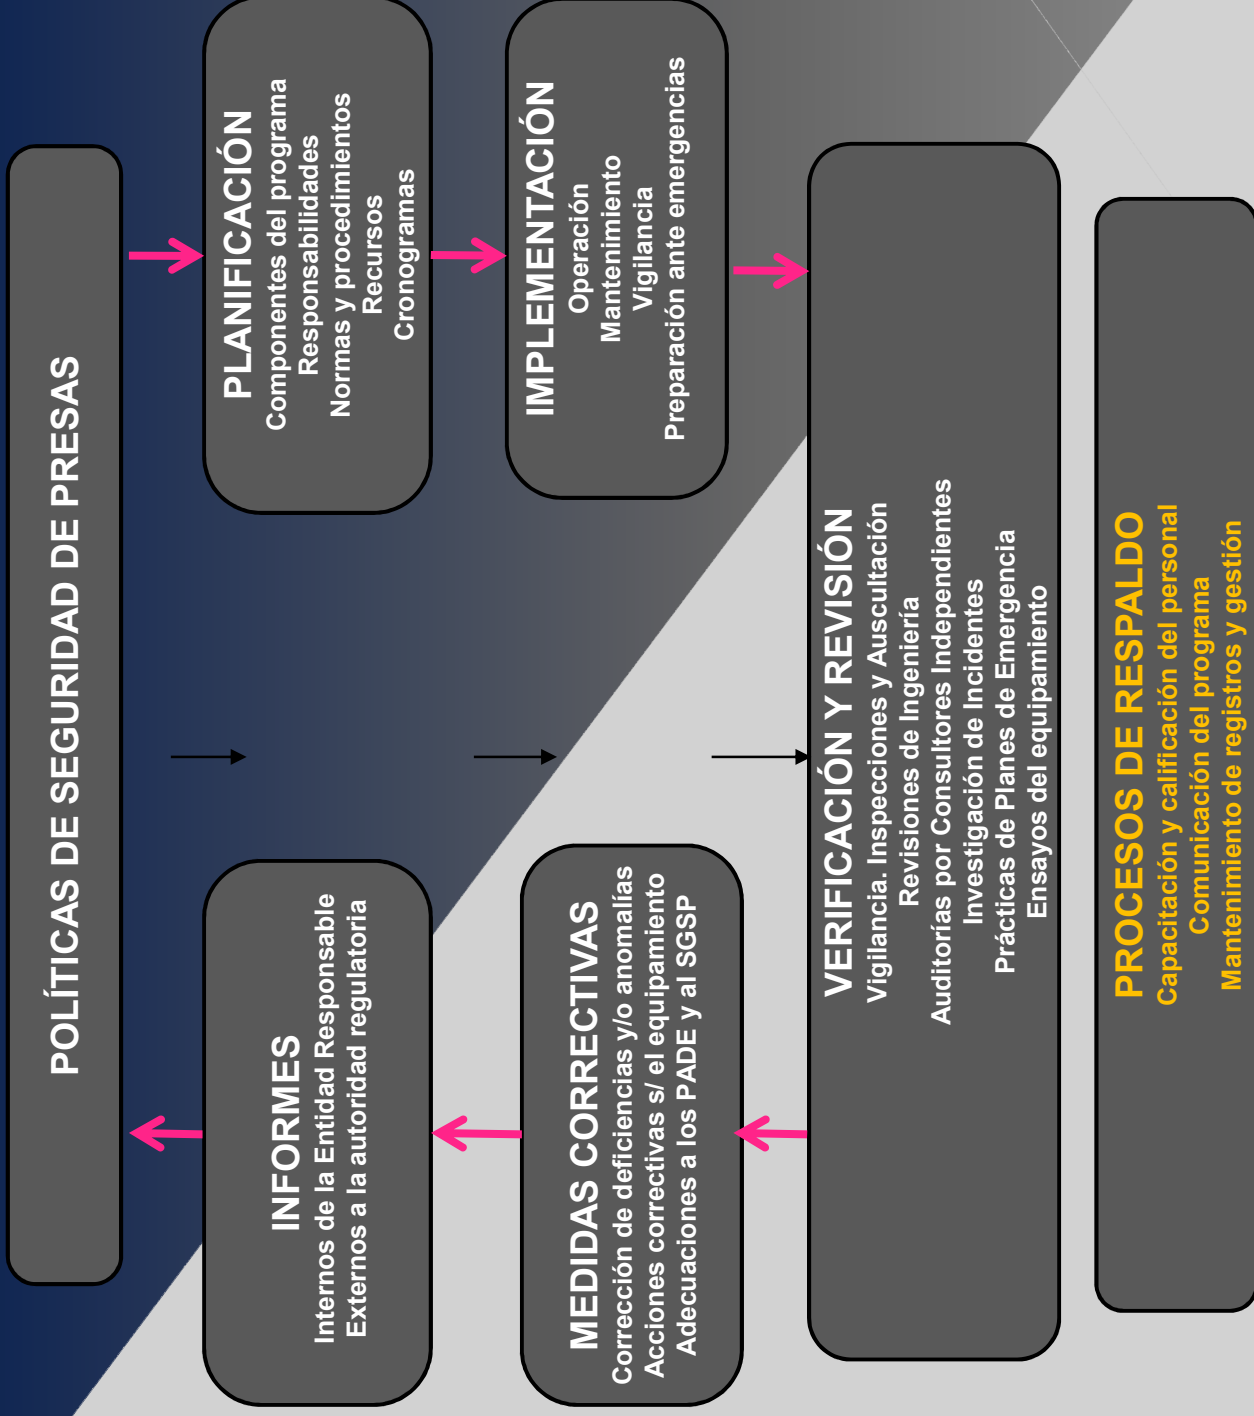 POLÍTICAS DE SEGURIDAD DE PRESAS
PLANIFICACIÓN
Componentes del programa
Responsabilidades
Normas y procedimientos
Recursos
Cronogramas
IMPLEMENTACIÓN
Operación
Mantenimiento
Vigilancia
Preparación ante emergencias
VERIFICACIÓN Y REVISIÓN
Vigilancia. Inspecciones y Auscultación
Revisiones de Ingeniería
Auditorías por Consultores Independientes
Investigación de Incidentes
Prácticas de Planes de Emergencia
Ensayos del equipamiento
MEDIDAS CORRECTIVAS
Corrección de deficiencias y/o anomalías
Acciones correctivas s/ el equipamiento
Adecuaciones a los PADE y al SGSP
INFORMES
Internos de la Entidad Responsable
Externos a la autoridad regulatoria
PROCESOS DE RESPALDO
Capacitación y calificación del personal
Comunicación del programa
Mantenimiento de registros y gestión